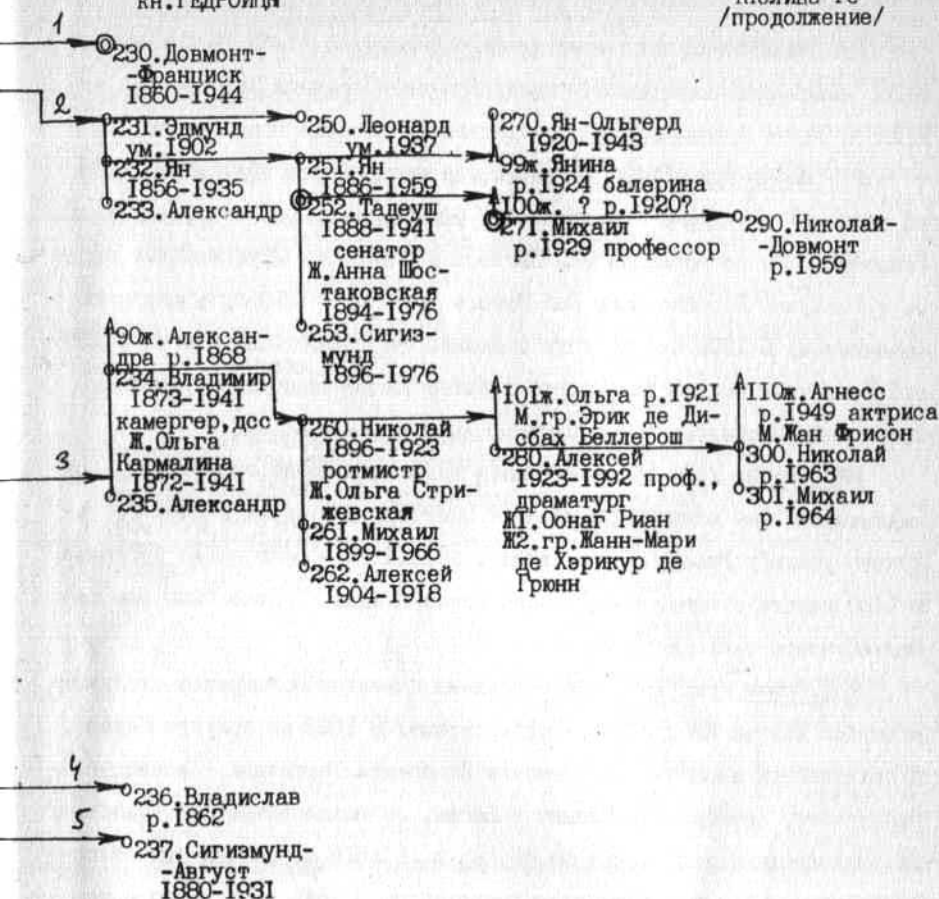 кн.ГЕДРОЙЦЫ
/продолжение/
1
230.Довмонт-
-Франциск
1860-1944
2
231.Эдмунд
ум.1902
232.Ян
1856-1935
233.Александр
250.Леонард
ум.1937
251.Ян
1886-1959
252.Тадеуш
1888-1941
сенатор
Ж.Анна Шос-
таковская
1894-1976
253.Сигиз-
мунд
1896-1976
270.Ян-Ольгерд
1920-1943
99ж.Янина
р.1924 балерина
100ж. ? р.1920?
271.Михаил
р.1929 профессор
290.Николай-
-Довмонт
р.1959
3
90ж.Алексан-
дра р.1868
234.Владимир
1873-1941
камергер,дсс
Ж.Ольга
Кармалина
1872-1941
235.Александр
260.Николай
1896-1923
ротмистр
Ж.Ольга Стри-
жевская
261.Михаил
1899-1966
262.Алексей
1904-1918
101ж.Ольга р.1921
М.гр.Эрик де Ди-
сбах Беллерош
280.Алексей
1923-1992 проф.,
драматург
Ж1.Оонаг Риан
Ж2.гр.Жанн-Мари
де Хэрикур де
Грюнн
110ж.Агнесс
р.1949 актриса
М.Жан Фрисон
300.Николай
р.1963
301.Михаил
р.1964
4
236.Владислав
р.1862
5
237.Сигизмунд-
-Август
1880-1931